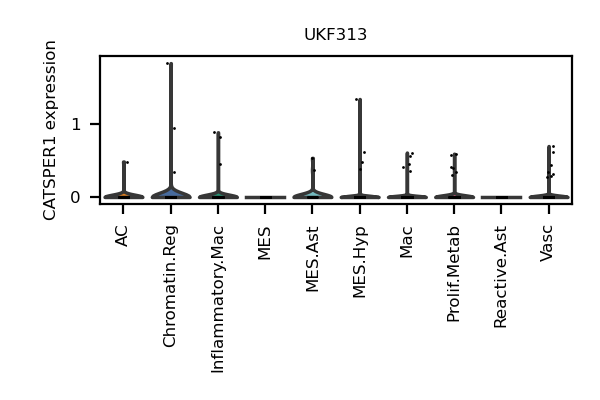 UKF313
CATSPER1 expression
1
0
AC
Chromatin.Reg
Inflammatory.Mac
MES
MES.Ast
MES.Hyp
Mac
Prolif.Metab
Reactive.Ast
Vasc